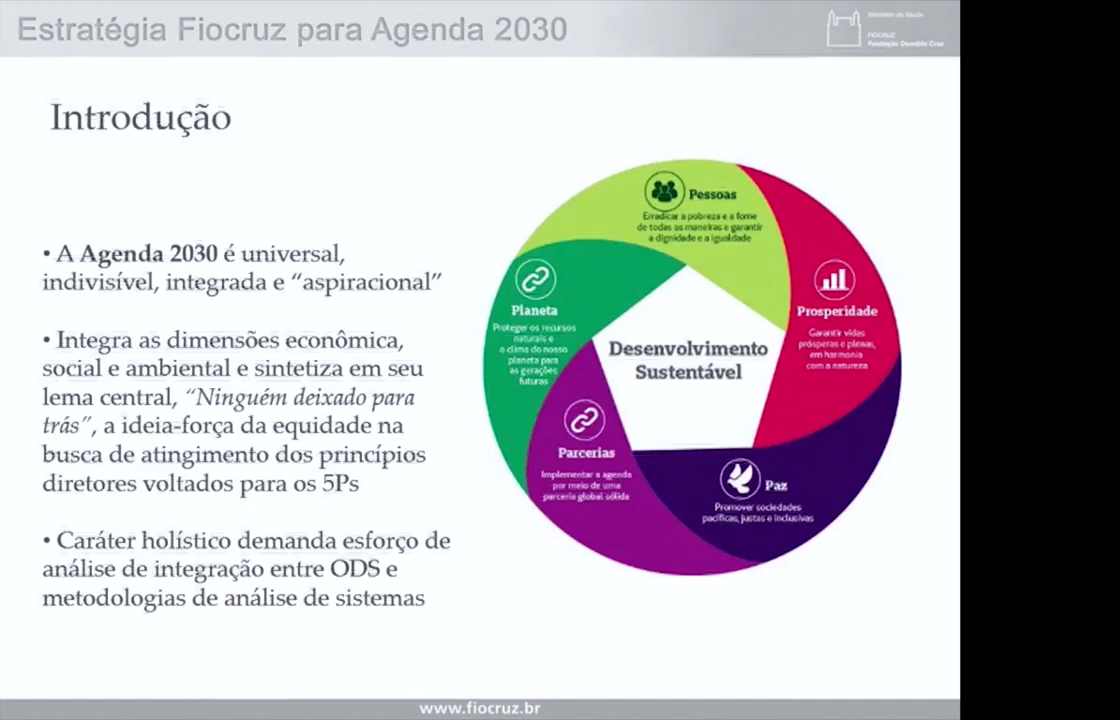 Estratégia Fiocruz para Agenda 2030
Ministério da Saúde
FIOCRUZ
Fundação Oswaldo Cruz
Introdução
• A Agenda 2030 é universal,
indivisível, integrada e “aspiracional”
• Integra as dimensões econômica,
social e ambiental e sintetiza em seu
lema central, “Ninguém deixado para
trás”, a ideia-força da equidade na
busca de atingimento dos princípios
diretores voltados para os 5Ps
• Caráter holístico demanda esforço de
análise de integração entre ODS e
metodologias de análise de sistemas
Pessoas
Erradicar a pobreza e a fome
de todas as maneiras e garantir
a dignidade e a igualdade
Prosperidade
Garantir vidas
prósperas e plenas,
em harmonia
com a natureza
Planeta
Proteger os recursos
naturais e
o clima do nosso
planeta para
as gerações
futuras
Desenvolvimento
Sustentável
Parcerias
Implementar a agenda
por meio de uma
parceria global sólida
Paz
Promover sociedades
pacíficas, justas e inclusivas
www.fiocruz.br